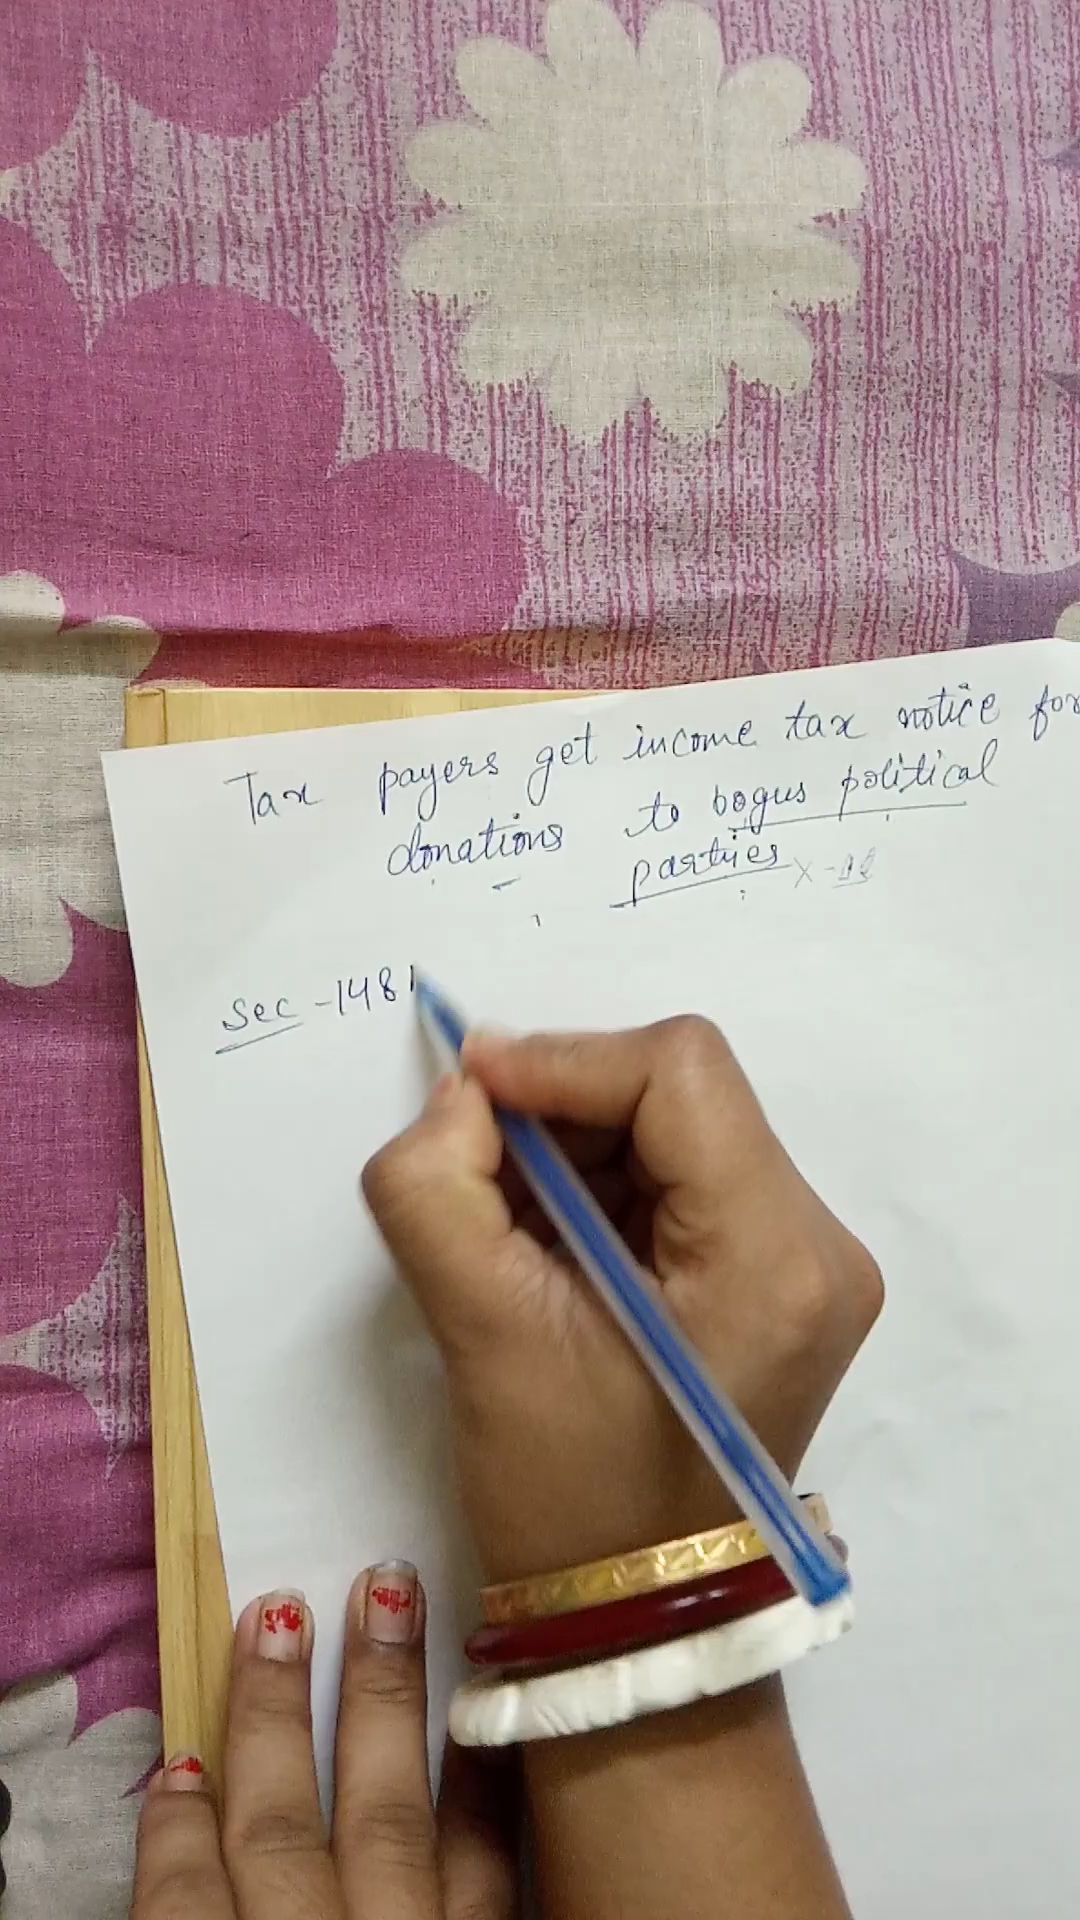 Tax payers get income tax notice for
donations to bogus political
parties
Sec - 148